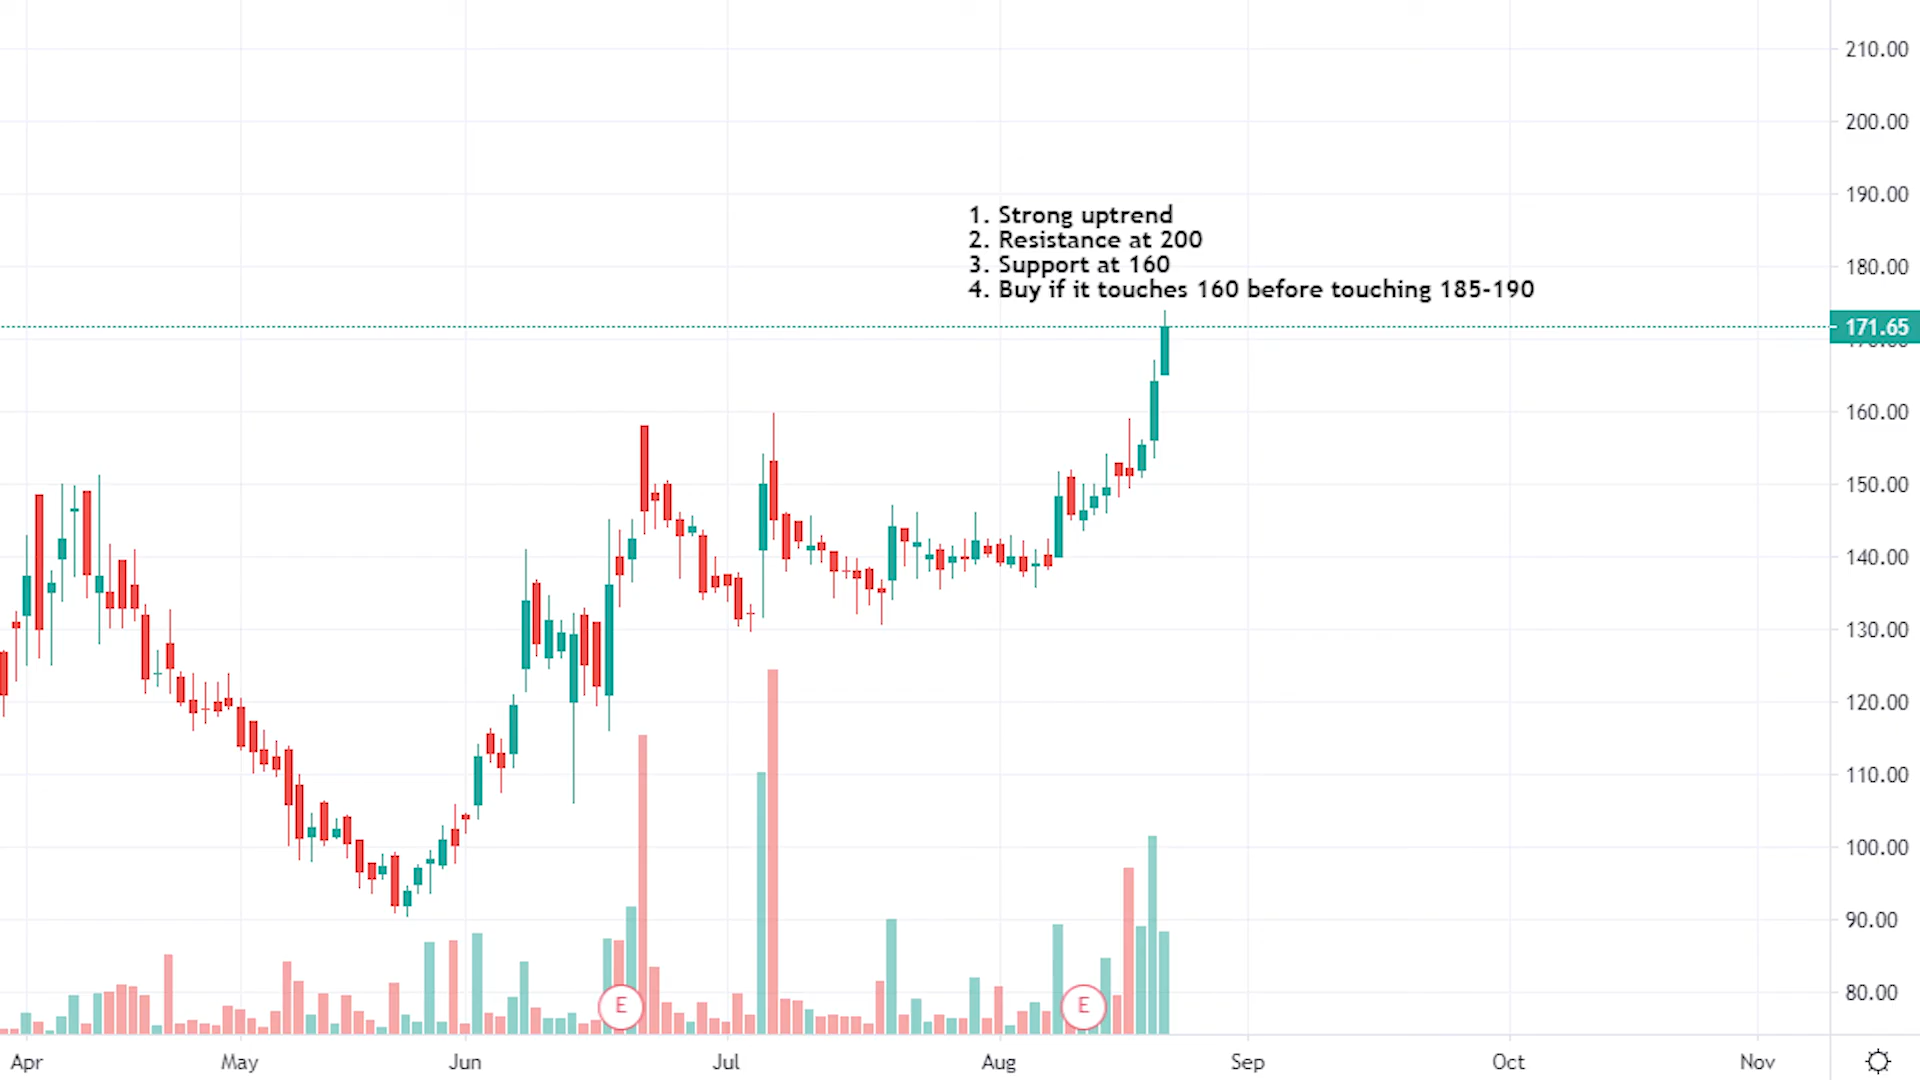 210.00
200.00
190.00
1. Strong uptrend
2. Resistance at 200
3. Support at 160
4. Buy if it touches 160 before touching 185-190
180.00
171.65
160.00
150.00
140.00
130.00
120.00
110.00
100.00
90.00
80.00
E E
Apr May Jun Jul Aug Sep Oct Nov